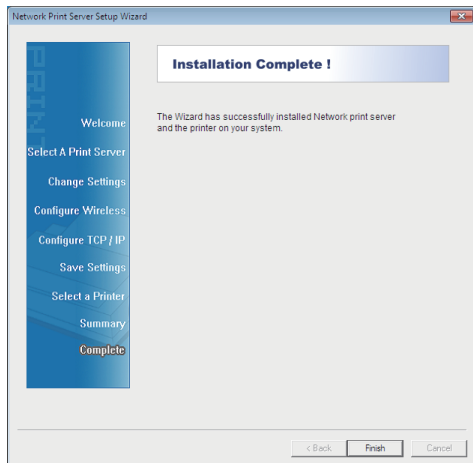 Network Print Server Setup Wizard
PRINT
Installation Complete !
The Wizard has successfully installed Network print server
and the printer on your system.
Welcome
Select A Print Server
Change Settings
Configure Wireless
Configure TCP / IP
Save Settings
Select a Printer
Summary
Complete
< Back
Finish
Cancel